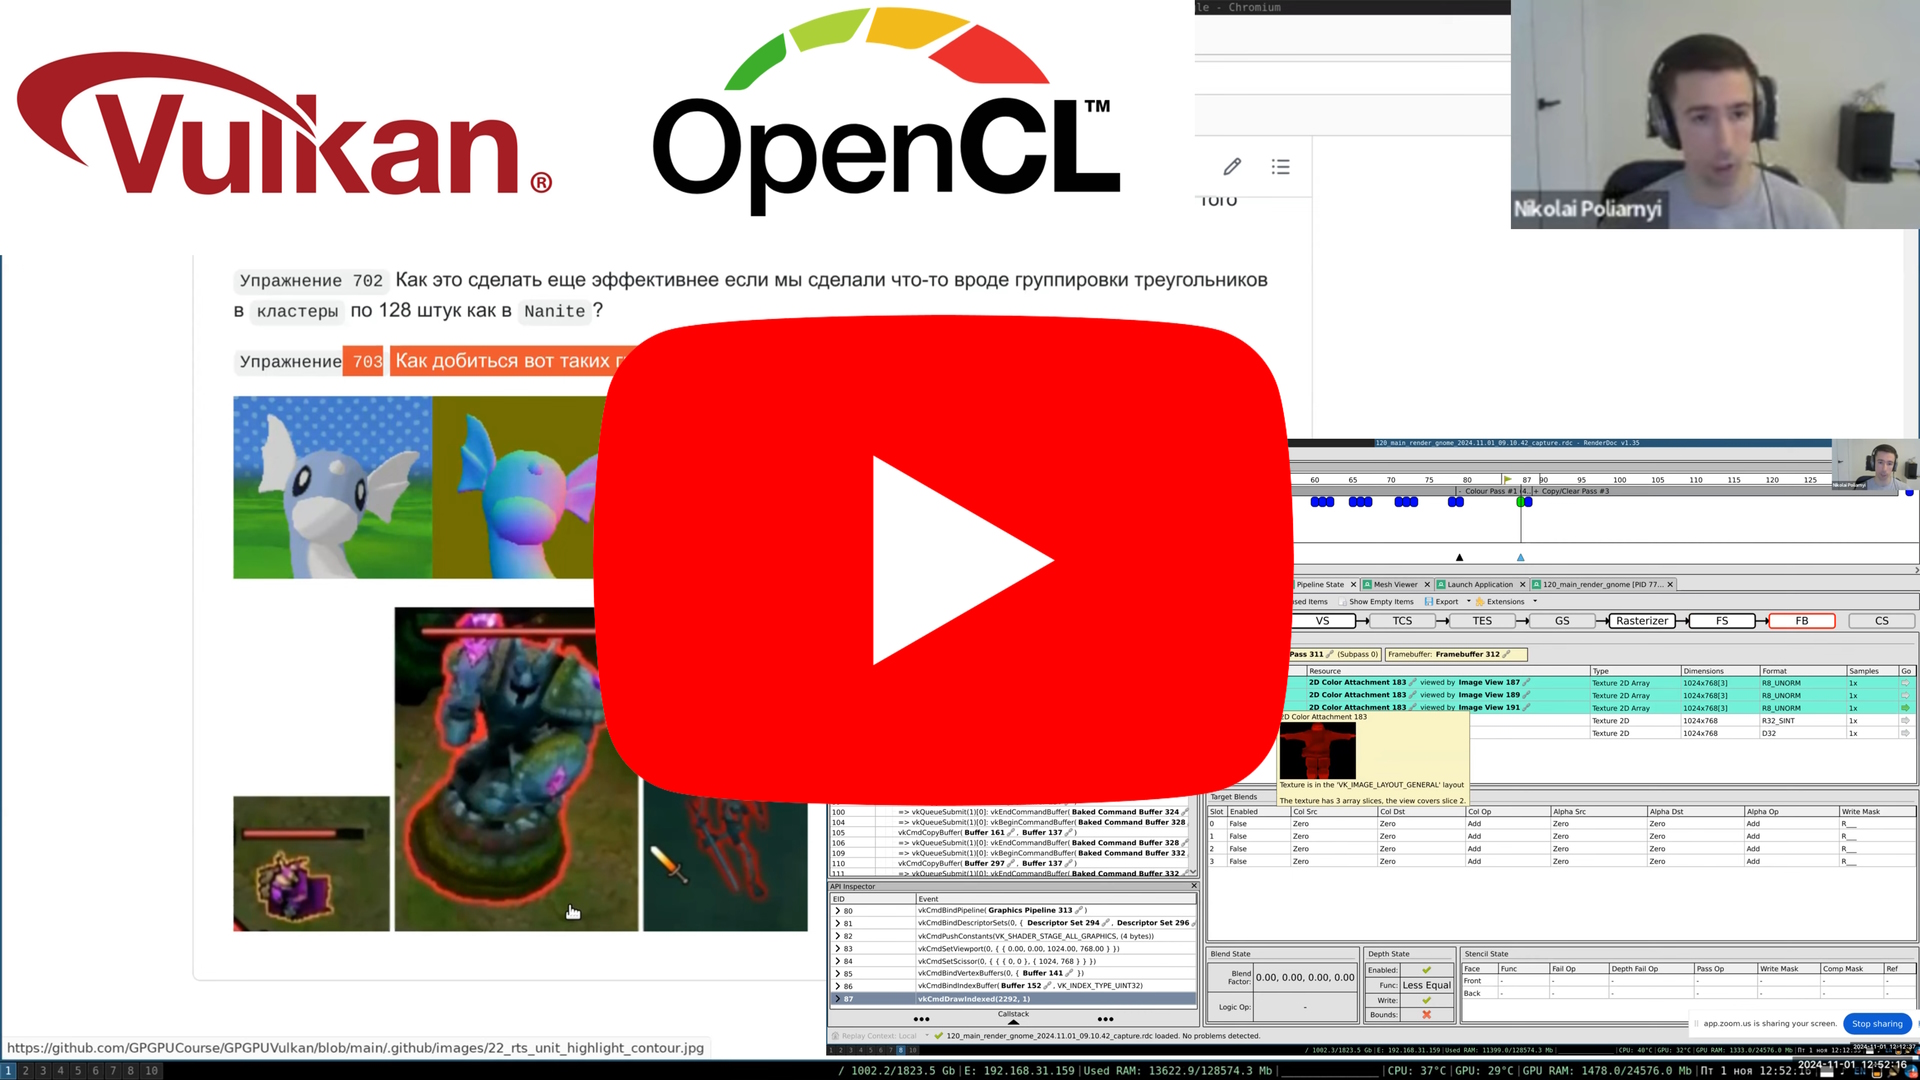 Vulkan®
OpenCL™
le - Chromium
того
Nikolai Poliarnyi
Упражнение 702 Как это сделать еще эффективнее если мы сделали что-то вроде группировки треугольников
в кластеры по 128 штук как в Nanite?
Упражнение 703 Как добиться вот таких
120_main_render_gnome_2024.11.01_09.10.42_capture.rdc - RenderDoc v1.35
60 65 70 75 80 87 90 95 100 105 110 115 120 125
Colour Pass #1 (4... + Copy/Clear Pass #3
Pipeline State Mesh Viewer Launch Application 120_main_render_gnome [PID 77...
used Items Show Empty Items Export Extensions
VS TCS TES GS Rasterizer FS FB CS
Pass 311 (Subpass 0) Framebuffer: Framebuffer 312
Resource Type Dimensions Format Samples Go
2D Color Attachment 183 viewed by Image View 187 Texture 2D Array 1024x768[3] R8_UNORM 1x
2D Color Attachment 183 viewed by Image View 189 Texture 2D Array 1024x768[3] R8_UNORM 1x
2D Color Attachment 183 viewed by Image View 191 Texture 2D Array 1024x768[3] R8_UNORM 1x
2D Color Attachment 183
Texture 2D 1024x768 R32_SINT 1x
Texture 2D 1024x768 D32 1x
Texture is in the 'VK_IMAGE_LAYOUT_GENERAL' layout
The texture has 3 array slices, the view covers slice 2.
Target Blends
Slot Enabled Col Src Col Dst Col Op Alpha Src Alpha Dst Alpha Op Write Mask
0 False Zero Zero Add Zero Zero Add R___
1 False Zero Zero Add Zero Zero Add R___
2 False Zero Zero Add Zero Zero Add R___
3 False Zero Zero Add Zero Zero Add R___
100 => vkQueueSubmit(1)[0]: vkEndCommandBuffer( Baked Command Buffer 324
104 => vkQueueSubmit(1)[0]: vkBeginCommandBuffer( Baked Command Buffer 328
105 vkCmdCopyBuffer( Buffer 161 , Buffer 137 )
106 => vkQueueSubmit(1)[0]: vkEndCommandBuffer( Baked Command Buffer 328
109 => vkQueueSubmit(1)[0]: vkBeginCommandBuffer( Baked Command Buffer 332
110 vkCmdCopyBuffer( Buffer 297 , Buffer 137 )
111 => vkQueueSubmit(1)[0]: vkEndCommandBuffer( Baked Command Buffer 332
API Inspector
EID Event
80 vkCmdBindPipeline( Graphics Pipeline 313 )
81 vkCmdBindDescriptorSets(0, { Descriptor Set 294 , Descriptor Set 296
82 vkCmdPushConstants(VK_SHADER_STAGE_ALL_GRAPHICS, (4 bytes))
83 vkCmdSetViewport(0, { { 0.00, 0.00, 1024.00, 768.00 } })
84 vkCmdSetScissor(0, { { { 0, 0 }, { 1024, 768 } } })
85 vkCmdBindVertexBuffers(0, { Buffer 141 })
86 vkCmdBindIndexBuffer( Buffer 152 , VK_INDEX_TYPE_UINT32)
87 vkCmdDrawIndexed(2292, 1)
Callstack
Blend State Depth State Stencil State
Blend Factor: 0.00, 0.00, 0.00, 0.00
Logic Op: -
Enabled:
Func: Less Equal
Write:
Bounds:
Face Func Fail Op Depth Fail Op Pass Op Write Mask Comp Mask Ref
Front - - - - - - -
Back - - - - - - -
app.zoom.us is sharing your screen. Stop sharing
Replay Context: Local 120_main_render_gnome_2024.11.01_09.10.42_capture.rdc loaded. No problems detected.
https://github.com/GPGPUCourse/GPGPUVulkan/blob/main/.github/images/22_rts_unit_highlight_contour.jpg
1 2 3 4 5 6 7 8 10
/ 1002.2/1823.5 Gb | E: 192.168.31.159 | Used RAM: 13622.9/128574.3 Mb | CPU: 37°C | GPU: 29°C | GPU RAM: 1478.0/24576.0 Mb | Пт 1 ноя 12:52:16
2024-11-01 12:52:16